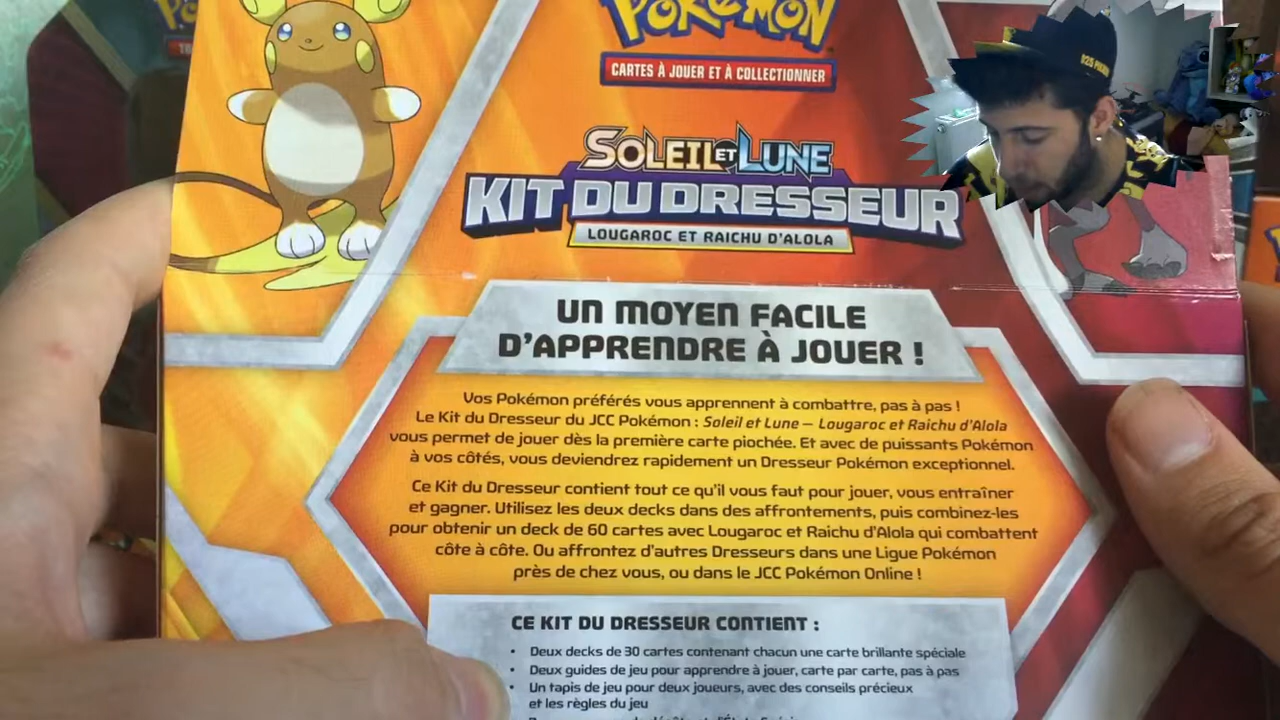 POKÉMON
CARTES À JOUER ET À COLLECTIONNER
SOLEIL ET LUNE
KIT DU DRESSEUR
LOUGAROC ET RAICHU D'ALOLA
UN MOYEN FACILE
D'APPRENDRE À JOUER !
Vos Pokémon préférés vous apprennent à combattre, pas à pas !
Le Kit du Dresseur du JCC Pokémon : Soleil et Lune – Lougaroc et Raichu d'Alola
vous permet de jouer dès la première carte piochée. Et avec de puissants Pokémon
à vos côtés, vous deviendrez rapidement un Dresseur Pokémon exceptionnel.
Ce Kit du Dresseur contient tout ce qu'il vous faut pour jouer, vous entraîner
et gagner. Utilisez les deux decks dans des affrontements, puis combinez-les
pour obtenir un deck de 60 cartes avec Lougaroc et Raichu d'Alola qui combattent
côte à côte. Ou affrontez d'autres Dresseurs dans une Ligue Pokémon
près de chez vous, ou dans le JCC Pokémon Online !
CE KIT DU DRESSEUR CONTIENT :
• Deux decks de 30 cartes contenant chacun une carte brillante spéciale
• Deux guides de jeu pour apprendre à jouer, carte par carte, pas à pas
• Un tapis de jeu pour deux joueurs, avec des conseils précieux
et les règles du jeu